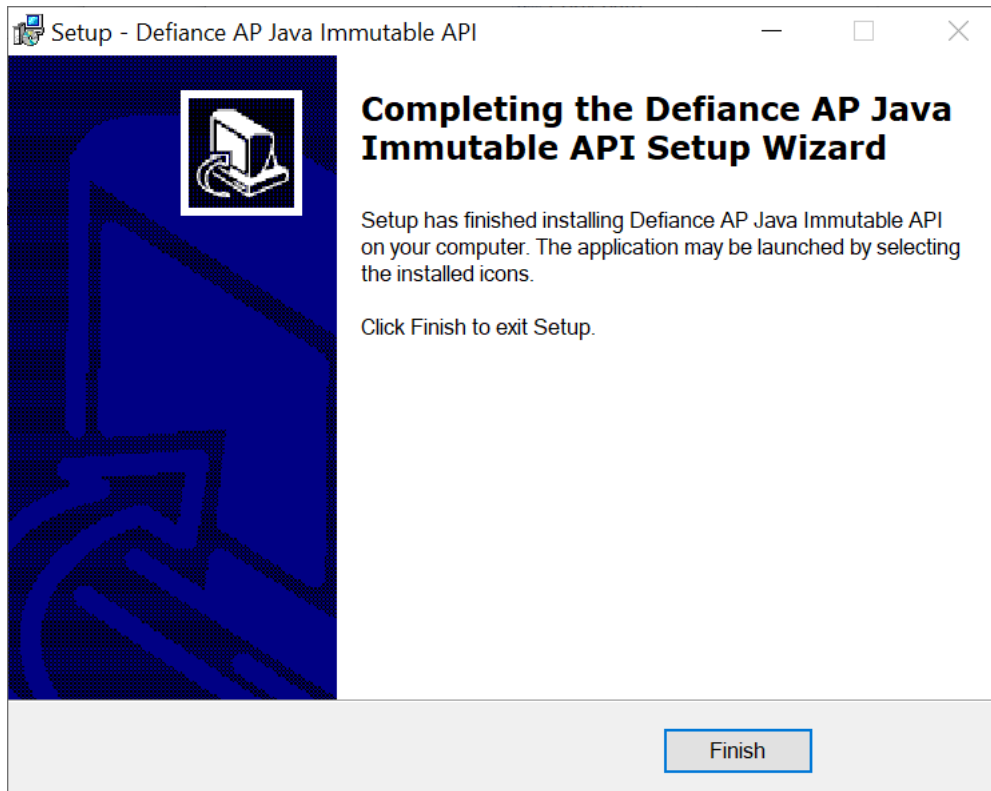 Setup - Defiance AP Java Immutable API
Completing the Defiance AP Java
Immutable API Setup Wizard
Setup has finished installing Defiance AP Java Immutable API
on your computer. The application may be launched by selecting
the installed icons.
Click Finish to exit Setup.
Finish